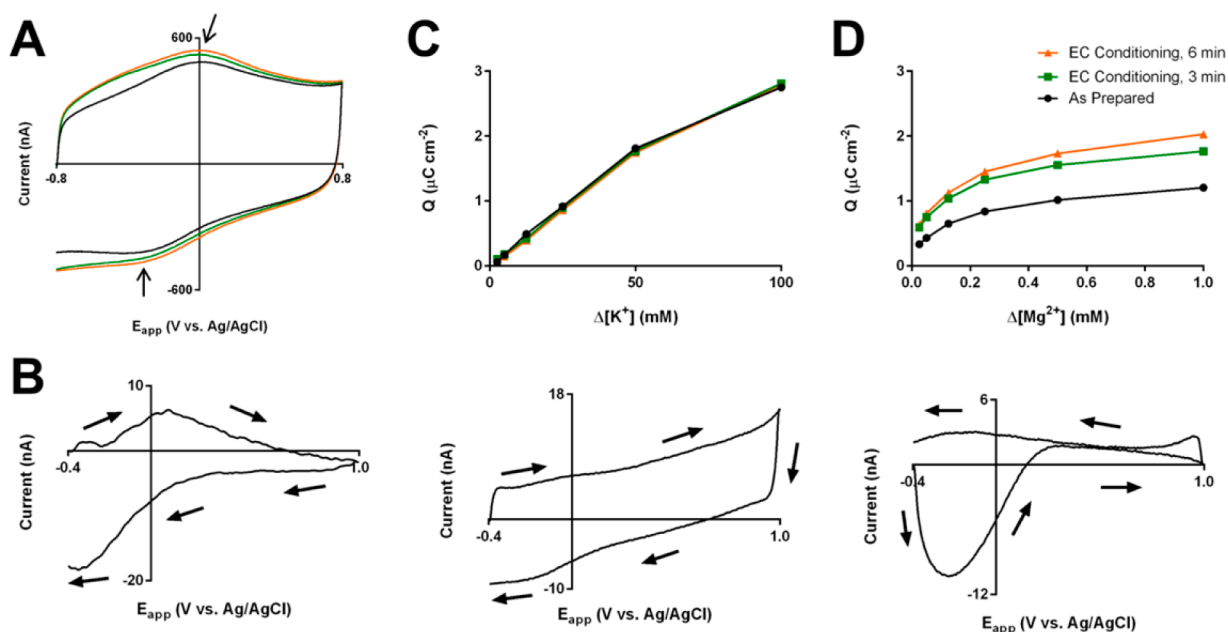 A
600
Current (nA)
-0.8
0.8
-600
E_app (V vs. Ag/AgCl)
C
3
2
1
0
Q (μC cm⁻²)
0
50
100
Δ[K⁺] (mM)
D
EC Conditioning, 6 min
EC Conditioning, 3 min
As Prepared
3
2
1
0
Q (μC cm⁻²)
0.0
0.2
0.4
0.6
0.8
1.0
Δ[Mg²⁺] (mM)
B
10
Current (nA)
-0.4
1.0
-20
E_app (V vs. Ag/AgCl)
18
Current (nA)
-0.4
1.0
-10
E_app (V vs. Ag/AgCl)
6
Current (nA)
-0.4
1.0
-12
E_app (V vs. Ag/AgCl)